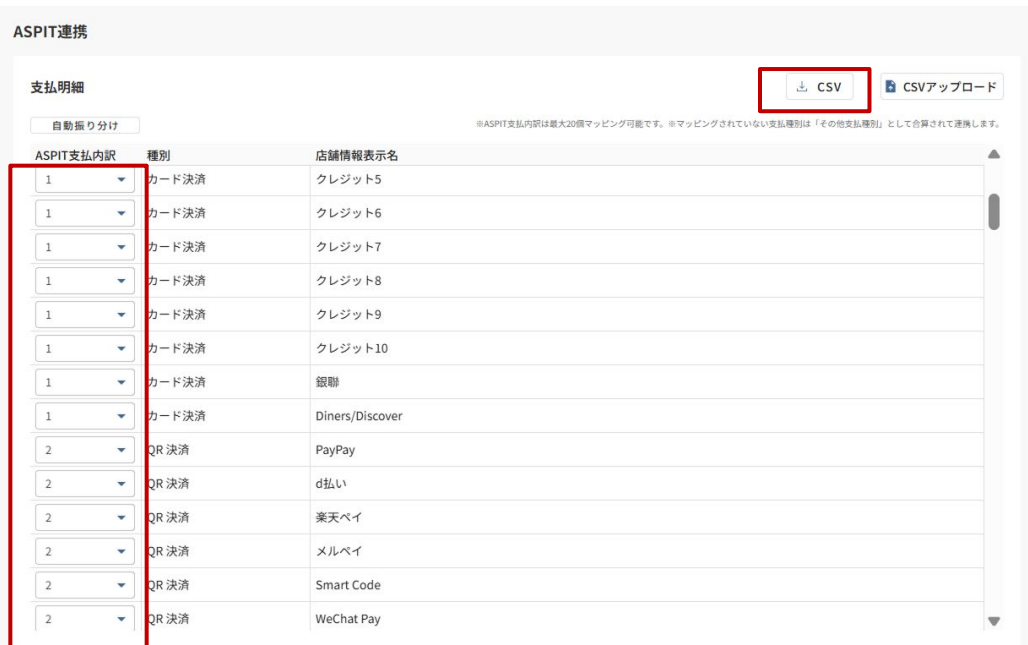 ASPIT連携
支払明細
CSV
CSVアップロード
自動振り分け
※ASPIT支払内訳は最大20個マッピング可能です。※マッピングされていない支払種別は「その他支払種別」として合算されて連携します。
ASPIT支払内訳 種別 店舗情報表示名
1 カード決済 クレジット5
1 カード決済 クレジット6
1 カード決済 クレジット7
1 カード決済 クレジット8
1 カード決済 クレジット9
1 カード決済 クレジット10
1 カード決済 銀聯
1 カード決済 Diners/Discover
2 QR 決済 PayPay
2 QR 決済 d払い
2 QR 決済 楽天ペイ
2 QR 決済 メルペイ
2 QR 決済 Smart Code
2 QR 決済 WeChat Pay